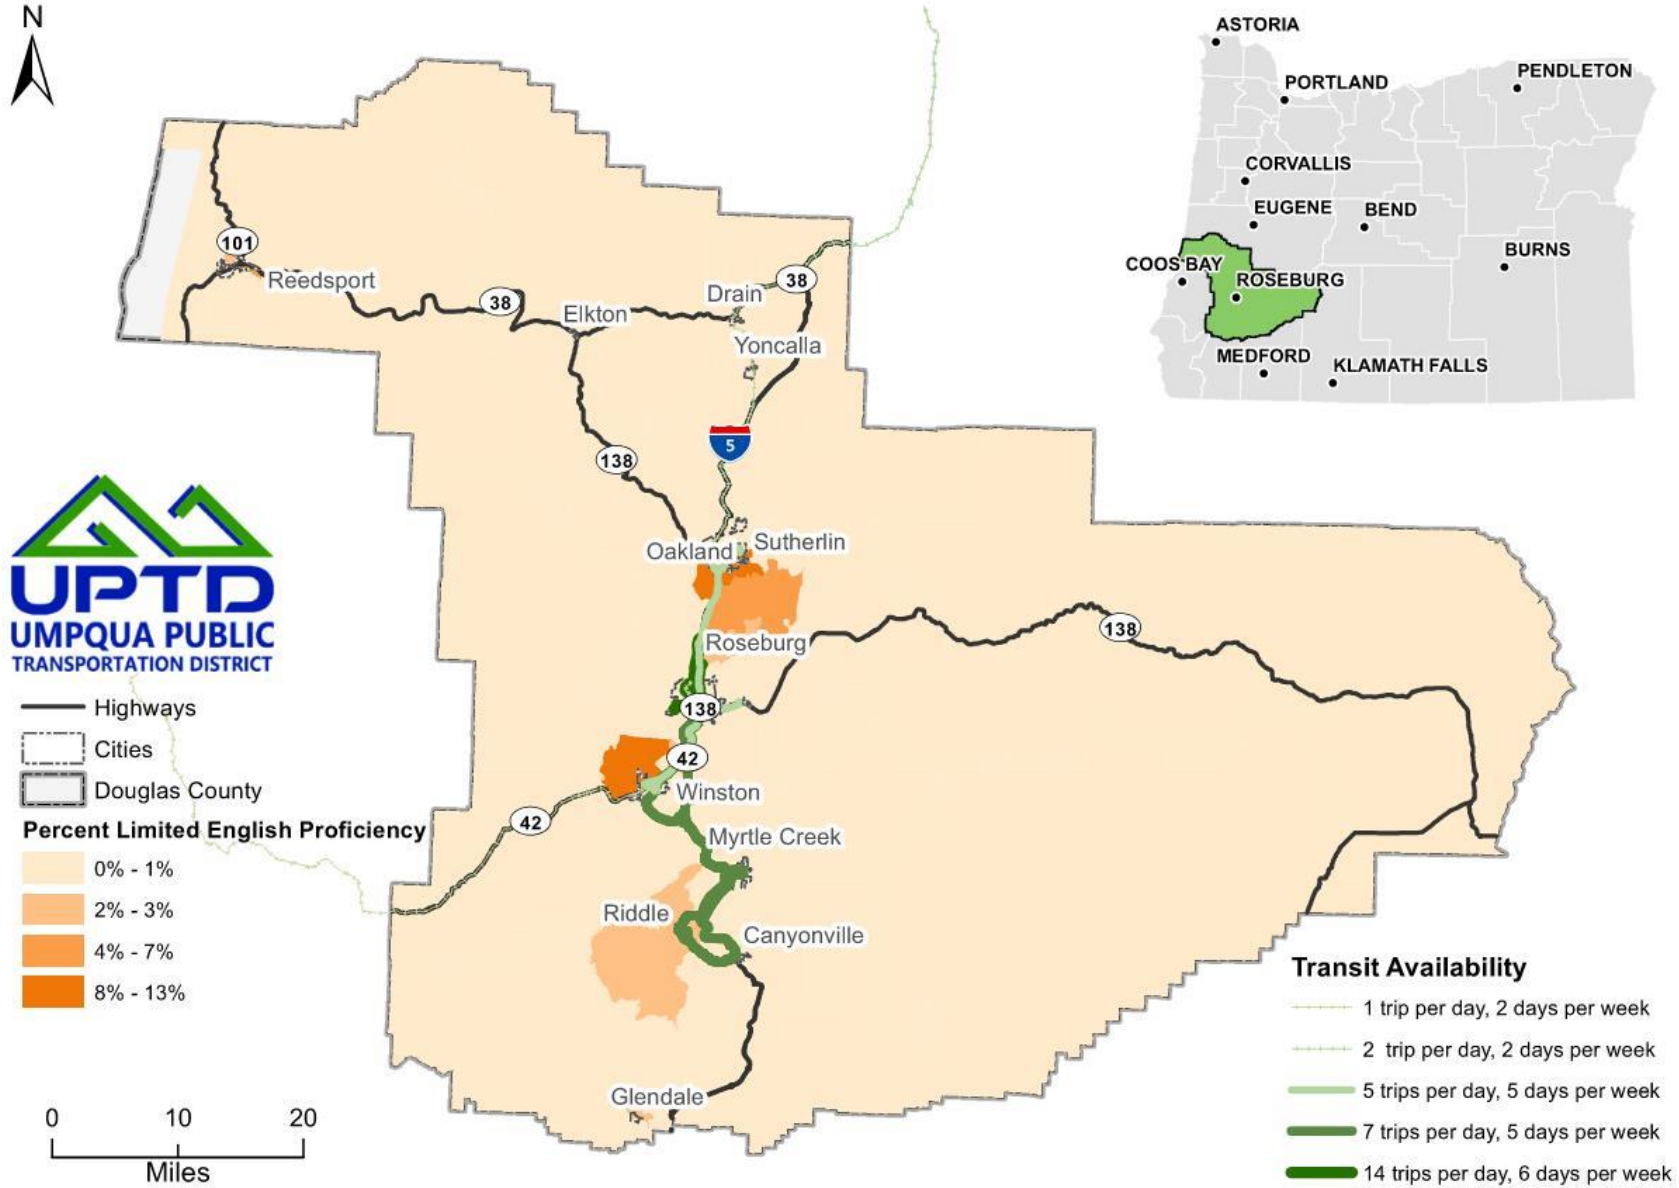 N
ASTORIA
PORTLAND
PENDLETON
CORVALLIS
EUGENE
BEND
BURNS
COOS BAY
ROSEBURG
MEDFORD
KLAMATH FALLS
101
Reedsport
38
Elkton
Drain
38
Yoncalla
5
138
Oakland
Sutherlin
Roseburg
138
138
42
Winston
42
Myrtle Creek
Riddle
Canyonville
Glendale
UPTD
UMPQUA PUBLIC
TRANSPORTATION DISTRICT
Highways
Cities
Douglas County
Percent Limited English Proficiency
0% - 1%
2% - 3%
4% - 7%
8% - 13%
0 10 20
Miles
Transit Availability
1 trip per day, 2 days per week
2 trip per day, 2 days per week
5 trips per day, 5 days per week
7 trips per day, 5 days per week
14 trips per day, 6 days per week